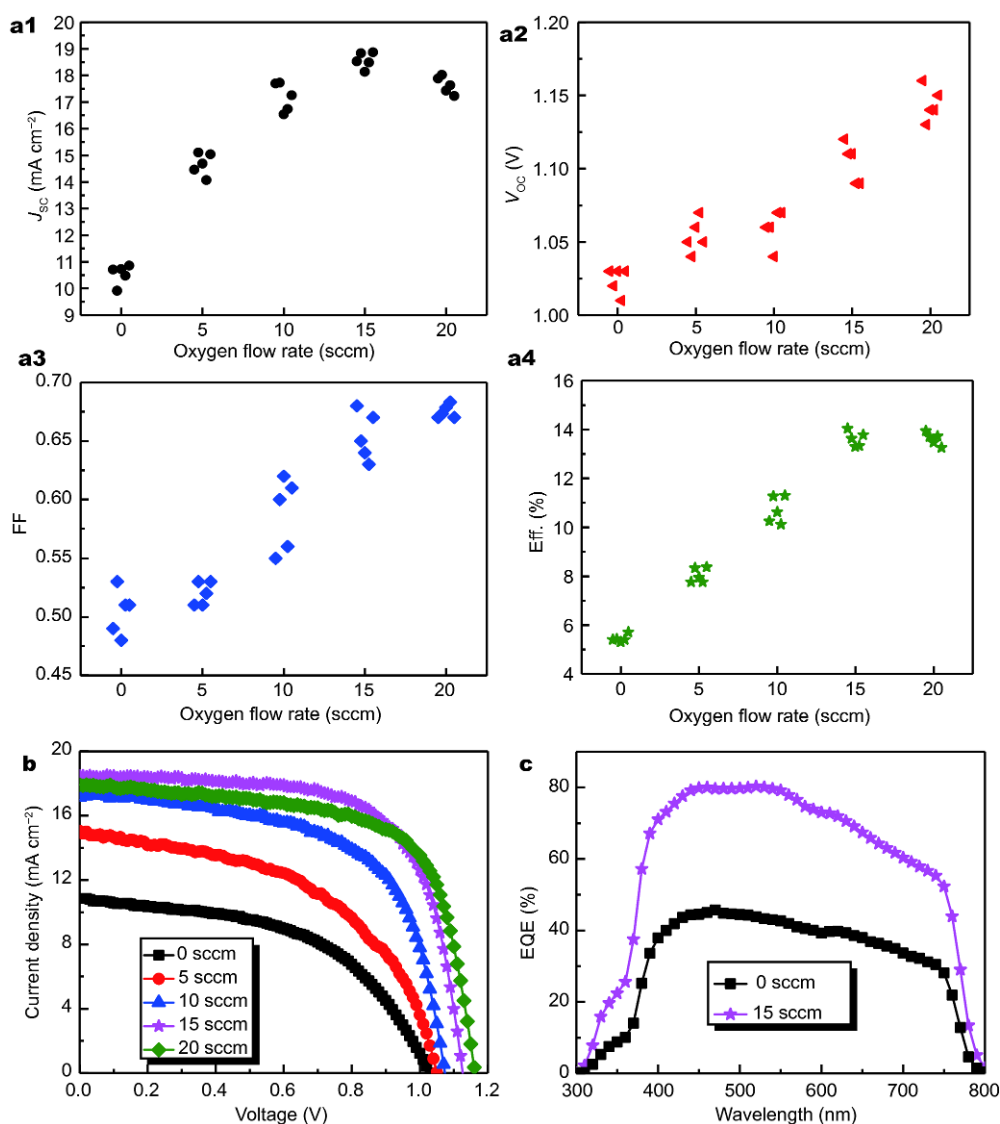 a1
20
19
18
17
16
15
14
13
12
11
10
9
J_SC (mA cm⁻²)
0 5 10 15 20
Oxygen flow rate (sccm)
a2
1.15
1.10
1.05
1.00
V_OC (V)
0 5 10 15 20
Oxygen flow rate (sccm)
a3
0.70
0.65
0.60
0.55
0.50
0.45
FF
0 5 10 15 20
Oxygen flow rate (sccm)
a4
16
14
12
10
8
6
4
Eff. (%)
0 5 10 15 20
Oxygen flow rate (sccm)
b
20
16
12
8
4
0
Current density (mA cm⁻²)
0 sccm
5 sccm
10 sccm
15 sccm
20 sccm
0.0 0.2 0.4 0.6 0.8 1.0 1.2
Voltage (V)
c
80
60
40
20
0
EQE (%)
0 sccm
15 sccm
300 400 500 600 700 800
Wavelength (nm)